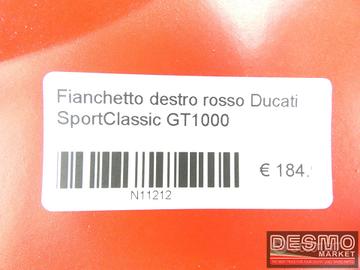 Fianchetto destro rosso Ducati
SportClassic GT1000
€ 184.
N11212
DESMO
MARKET